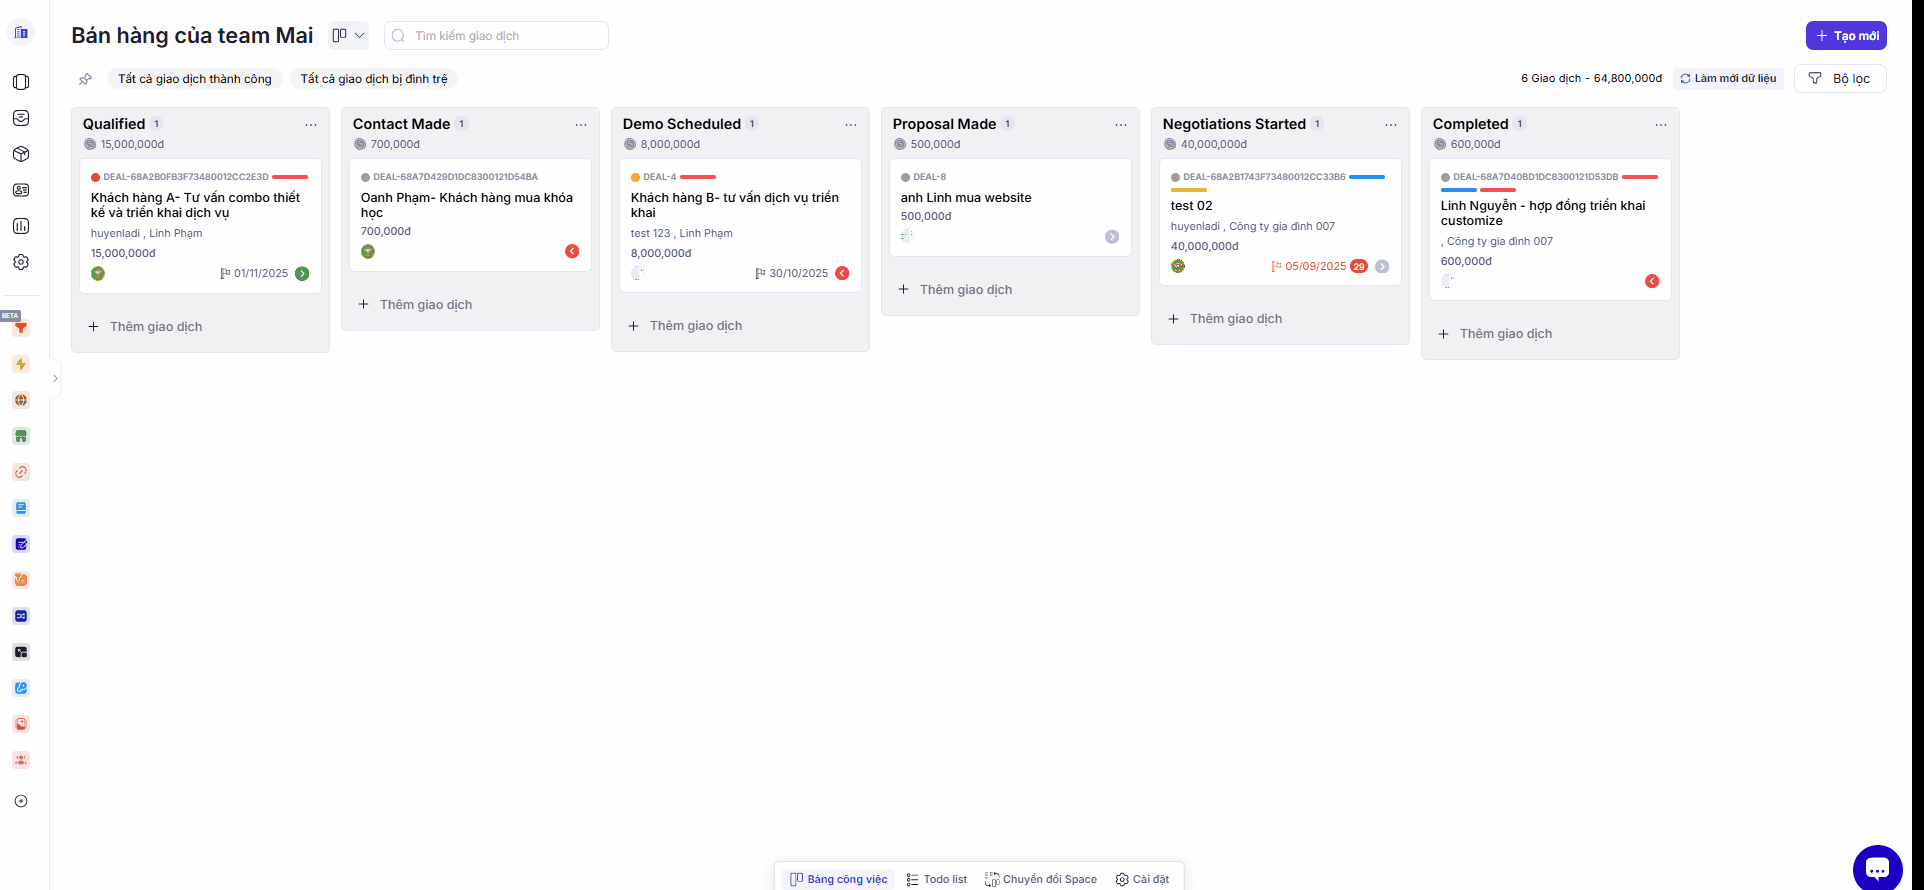 Bán hàng của team Mai
Tìm kiếm giao dịch
Tạo mới
Tất cả giao dịch thành công
Tất cả giao dịch bị đình trệ
6 Giao dịch - 64,800,000đ
Làm mới dữ liệu
Bộ lọc
BETA
Qualified 1
15,000,000đ
DEAL-68A2B0FB3F73480012CC2E3D
Khách hàng A- Tư vấn combo thiết
kế và triển khai dịch vụ
huyenladi , Linh Phạm
15,000,000đ
01/11/2025
Thêm giao dịch
Contact Made 1
700,000đ
DEAL-68A7D429D1DC8300121D54BA
Oanh Phạm- Khách hàng mua khóa
học
700,000đ
Thêm giao dịch
Demo Scheduled 1
8,000,000đ
DEAL-4
Khách hàng B- tư vấn dịch vụ triển
khai
test 123 , Linh Phạm
8,000,000đ
30/10/2025
Thêm giao dịch
Proposal Made 1
500,000đ
DEAL-8
anh Linh mua website
500,000đ
Thêm giao dịch
Negotiations Started 1
40,000,000đ
DEAL-68A2B1743F73480012CC33B6
test 02
huyenladi , Công ty gia đình 007
40,000,000đ
05/09/2025 29
Thêm giao dịch
Completed 1
600,000đ
DEAL-68A7D40BD1DC8300121D53DB
Linh Nguyễn - hợp đồng triển khai
customize
, Công ty gia đình 007
600,000đ
Thêm giao dịch
Bảng công việc
Todo list
Chuyển đổi Space
Cài đặt